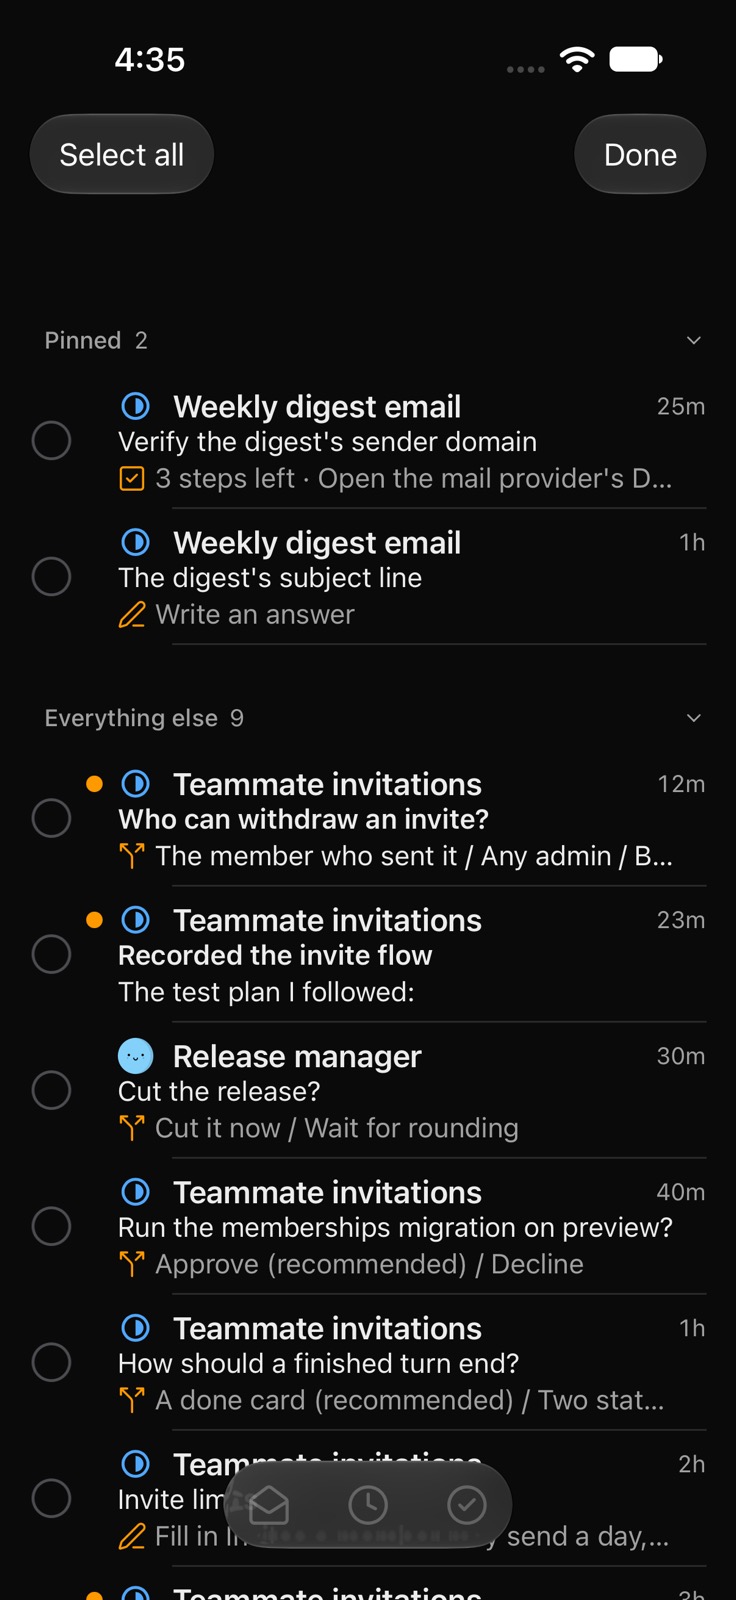 4:35
Select all
Done
Pinned 2
Weekly digest email 25m
Verify the digest's sender domain
3 steps left · Open the mail provider's D...
Weekly digest email 1h
The digest's subject line
Write an answer
Everything else 9
Teammate invitations 12m
Who can withdraw an invite?
The member who sent it / Any admin / B...
Teammate invitations 23m
Recorded the invite flow
The test plan I followed:
Release manager 30m
Cut the release?
Cut it now / Wait for rounding
Teammate invitations 40m
Run the memberships migration on preview?
Approve (recommended) / Decline
Teammate invitations 1h
How should a finished turn end?
A done card (recommended) / Two stat...
Teammate invitations 2h
Invite
Fill in send a day,...
Teammate invitations 3h